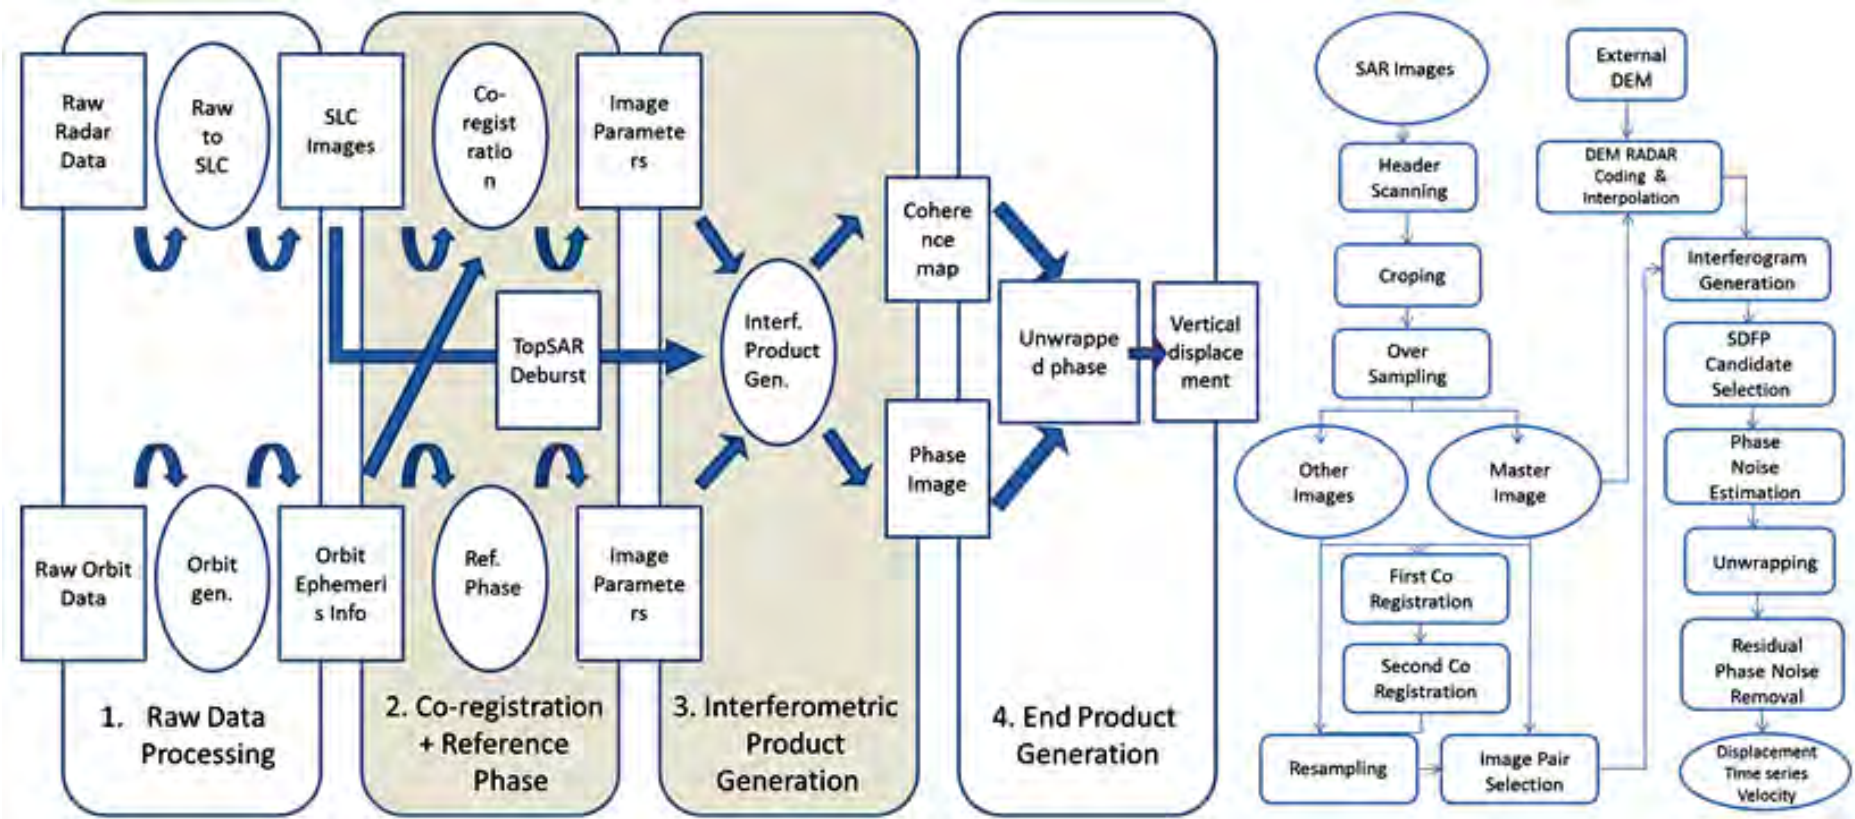 Raw
Radar
Data
Raw
to
SLC
SLC
Images
Co-
regist
ratio
n
Image
Paramete
rs
Raw Orbit
Data
Orbit
gen.
Orbit
Ephemeri
s Info
Ref.
Phase
Image
Paramete
rs
TopSAR
Deburst
Interf.
Product
Gen.
Cohere
nce
map
Phase
Image
Unwrappe
d phase
Vertical
displace
ment
1. Raw Data
Processing
2. Co-registration
+ Reference
Phase
3. Interferometric
Product
Generation
4. End Product
Generation
SAR Images
Header
Scanning
Croping
Over
Sampling
Other
Images
Master
Image
First Co
Registration
Second Co
Registration
Resampling
Image Pair
Selection
External
DEM
DEM RADAR
Coding &
Interpolation
Interferogram
Generation
SDFP
Candidate
Selection
Phase
Noise
Estimation
Unwrapping
Residual
Phase Noise
Removal
Displacement
Time series
Velocity